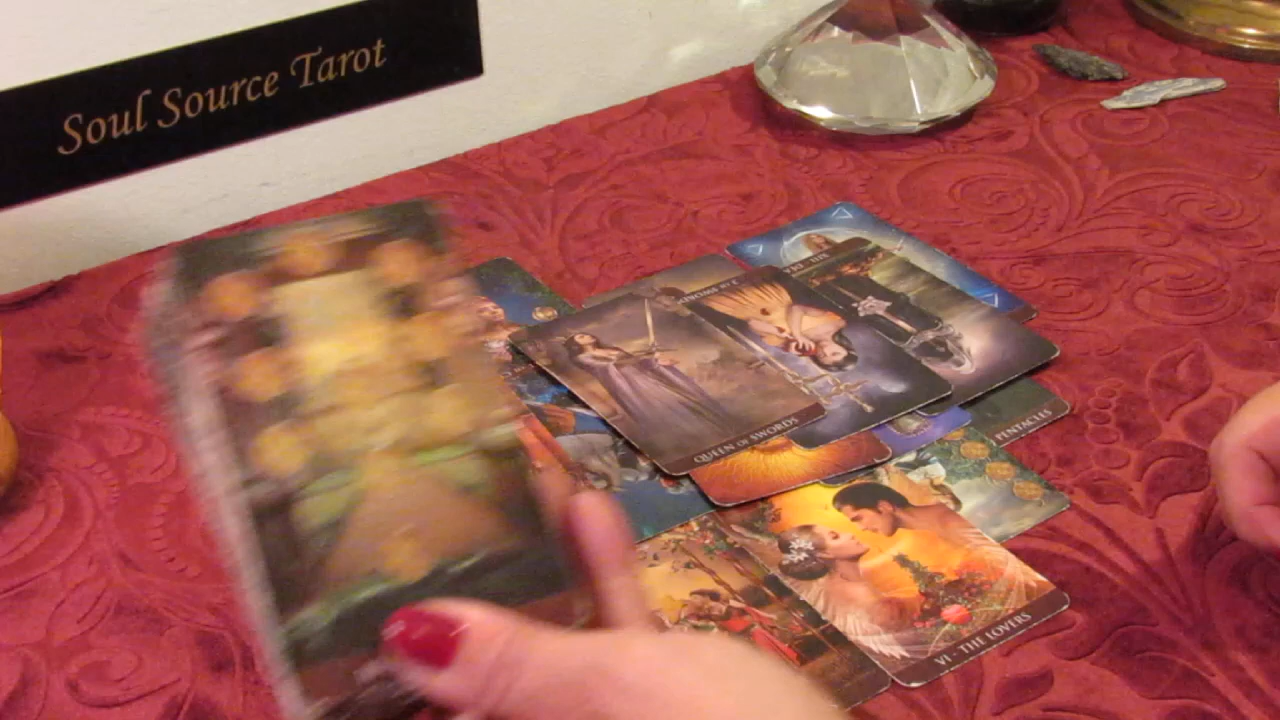 Soul Source Tarot
QUEEN OF SWORDS
PENTACLES
VI - THE LOVERS